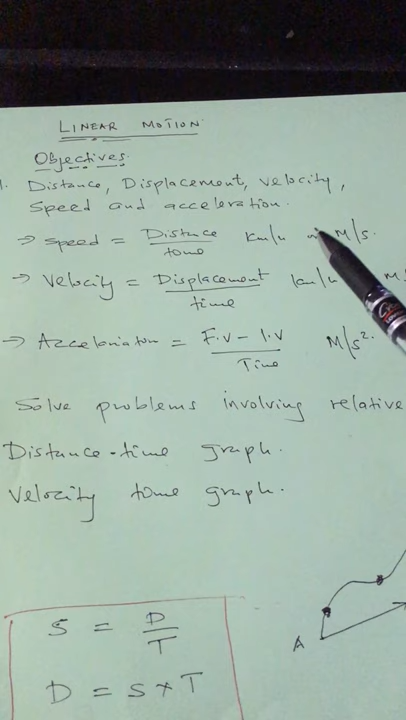 LINEAR MOTION
Objectives.
1. Distance, Displacement, Velocity,
Speed and acceleration.
→ Speed = Distance / time km/h or M/s.
→ Velocity = Displacement / time km/h M
→ Acceleration = F.V - I.V / Time M/s².
Solve problems involving relative
Distance-time graph.
Velocity time graph.
S = D / T
D = S × T
A